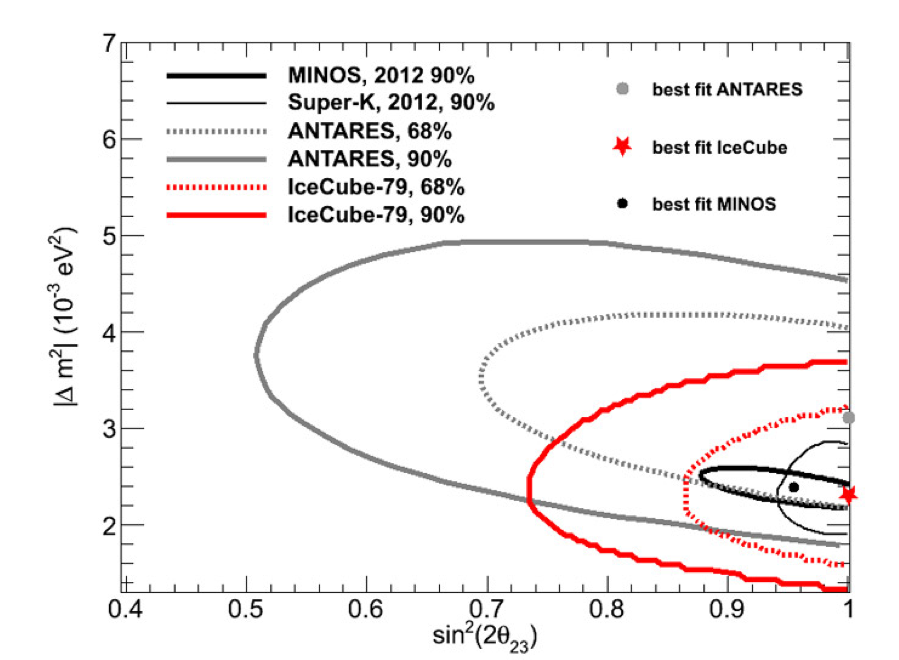 7
6
5
4
3
2
MINOS, 2012 90%
Super-K, 2012, 90%
ANTARES, 68%
ANTARES, 90%
IceCube-79, 68%
IceCube-79, 90%
best fit ANTARES
best fit IceCube
best fit MINOS
|Δ m²| (10⁻³ eV²)
0.4 0.5 0.6 0.7 0.8 0.9 1
sin²(2θ₂₃)